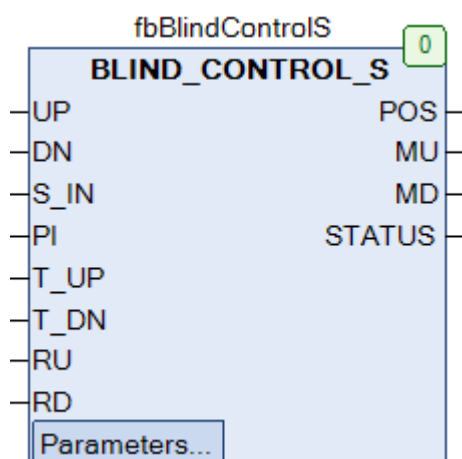 fbBlindControlS
0
BLIND_CONTROL_S
UP POS
DN MU
S_IN MD
PI STATUS
T_UP
T_DN
RU
RD
Parameters...